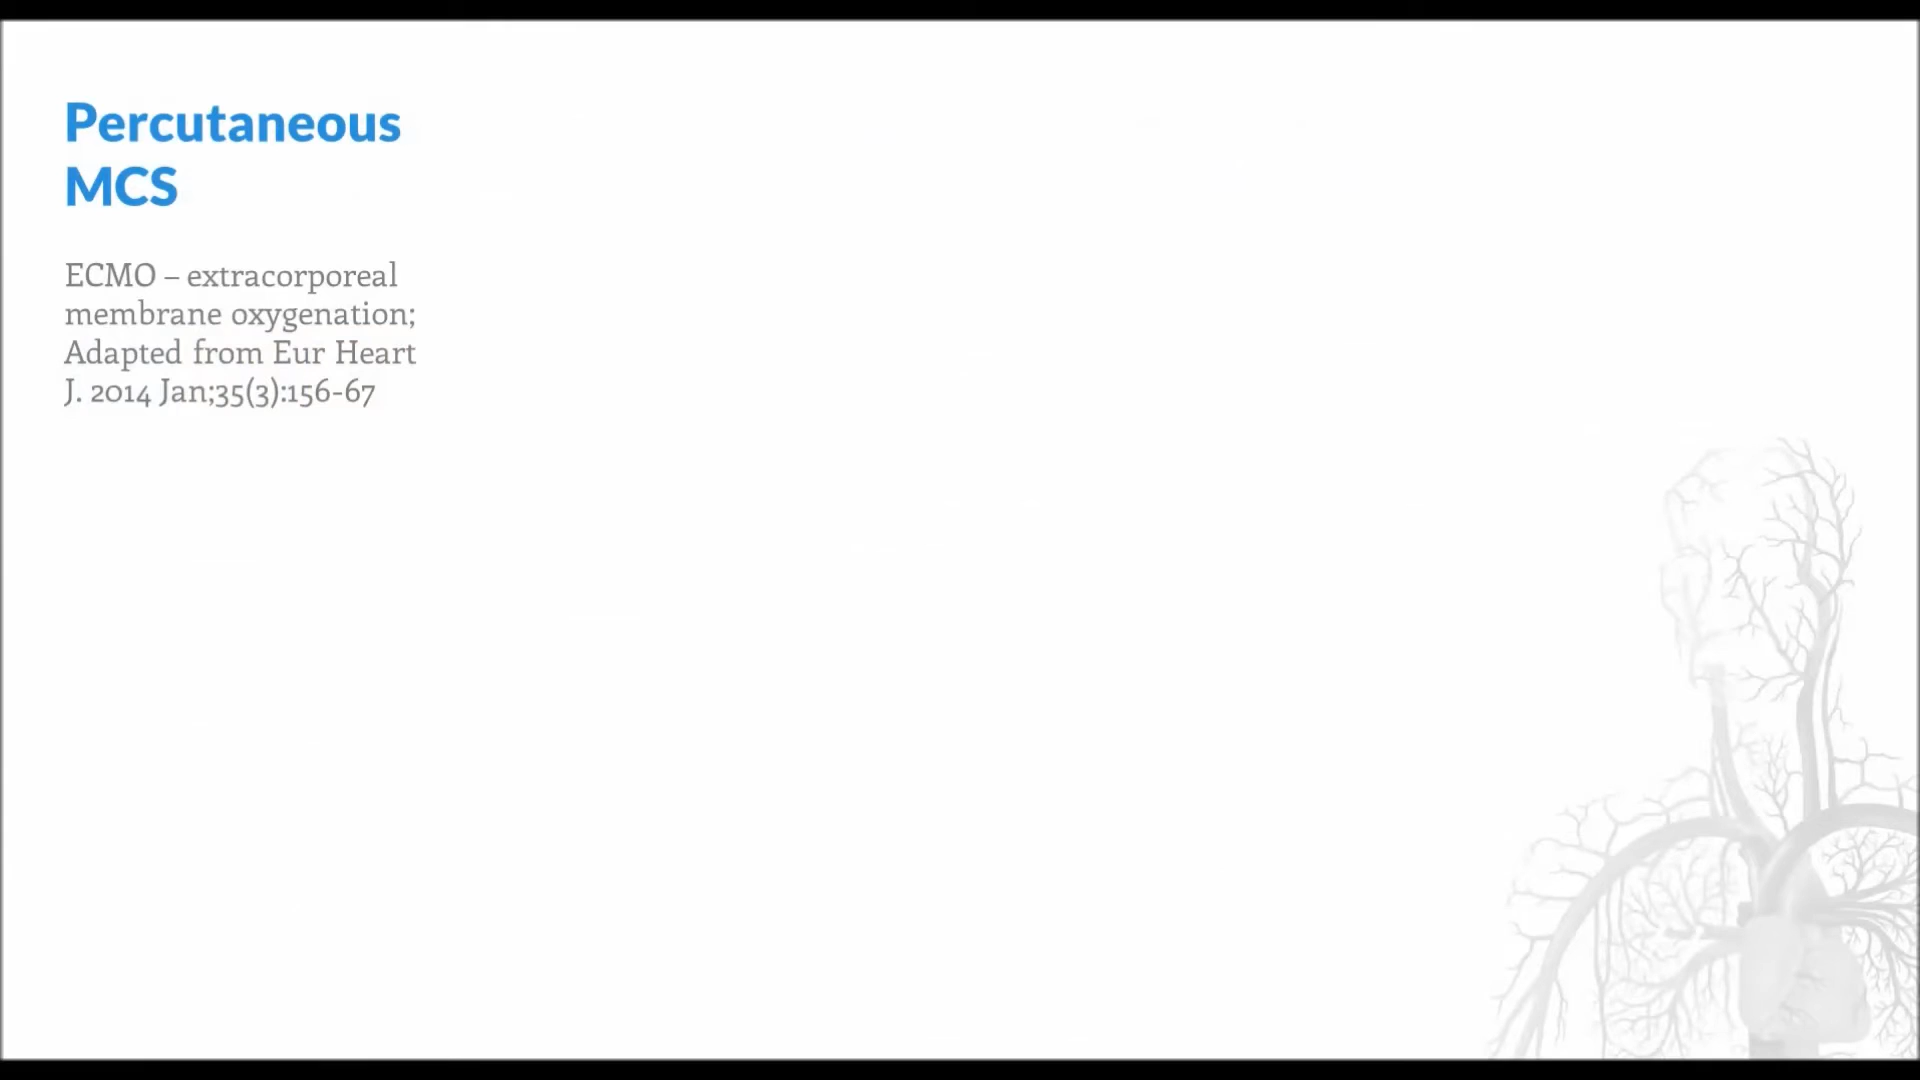 Percutaneous
MCS
ECMO – extracorporeal
membrane oxygenation;
Adapted from Eur Heart
J. 2014 Jan;35(3):156-67